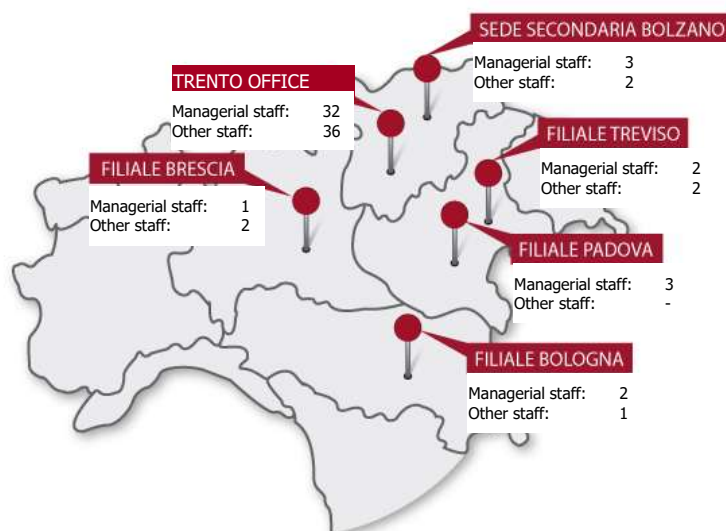 SEDE SECONDARIA BOLZANO
Managerial staff: 3
Other staff: 2
TRENTO OFFICE
Managerial staff: 32
Other staff: 36
FILIALE TREVISO
Managerial staff: 2
Other staff: 2
FILIALE BRESCIA
Managerial staff: 1
Other staff: 2
FILIALE PADOVA
Managerial staff: 3
Other staff: -
FILIALE BOLOGNA
Managerial staff: 2
Other staff: 1